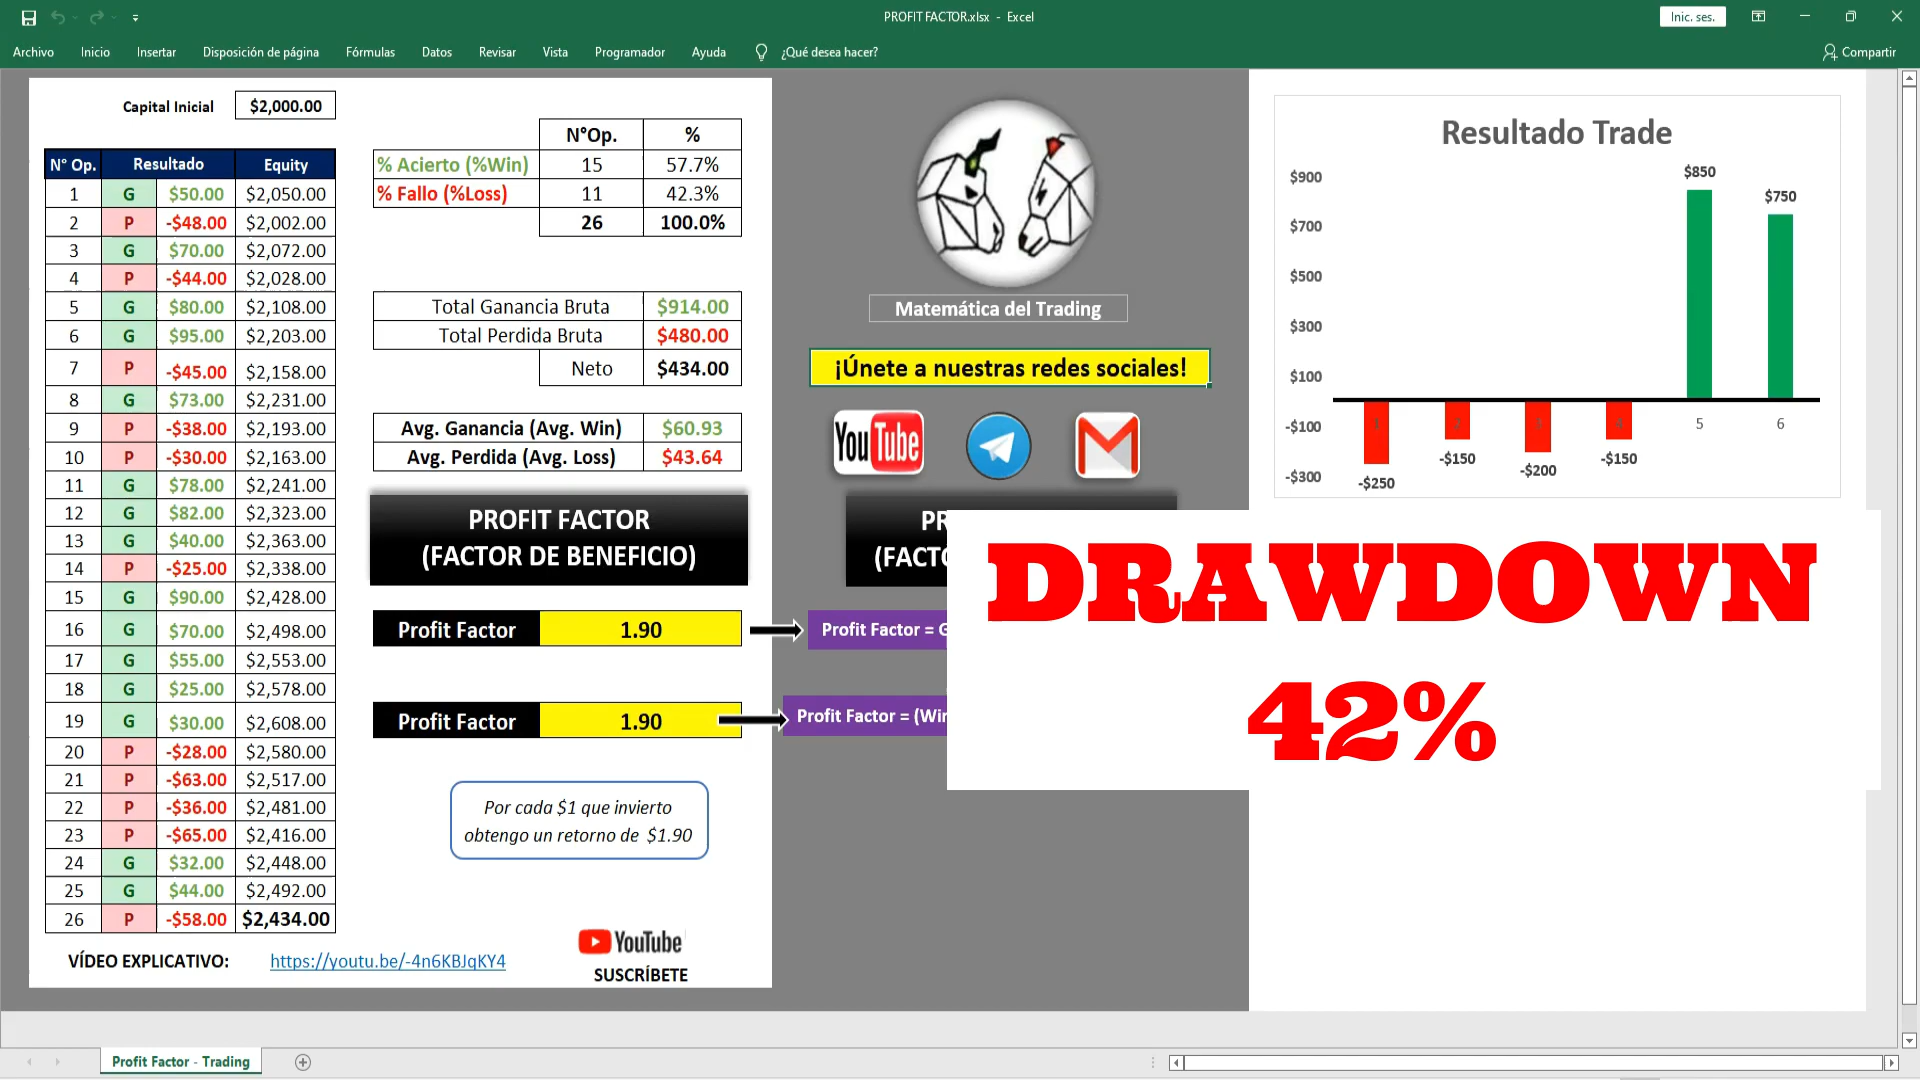 PROFIT FACTOR.xlsx - Excel
Inic. ses.
Archivo Inicio Insertar Disposición de página Fórmulas Datos Revisar Vista Programador Ayuda ¿Qué desea hacer? Compartir
Capital Inicial $2,000.00
N° Op. Resultado Equity
1 G $50.00 $2,050.00
2 P -$48.00 $2,002.00
3 G $70.00 $2,072.00
4 P -$44.00 $2,028.00
5 G $80.00 $2,108.00
6 G $95.00 $2,203.00
7 P -$45.00 $2,158.00
8 G $73.00 $2,231.00
9 P -$38.00 $2,193.00
10 P -$30.00 $2,163.00
11 G $78.00 $2,241.00
12 G $82.00 $2,323.00
13 G $40.00 $2,363.00
14 P -$25.00 $2,338.00
15 G $90.00 $2,428.00
16 G $70.00 $2,498.00
17 G $55.00 $2,553.00
18 G $25.00 $2,578.00
19 G $30.00 $2,608.00
20 P -$28.00 $2,580.00
21 P -$63.00 $2,517.00
22 P -$36.00 $2,481.00
23 P -$65.00 $2,416.00
24 G $32.00 $2,448.00
25 G $44.00 $2,492.00
26 P -$58.00 $2,434.00
VÍDEO EXPLICATIVO: https://youtu.be/-4n6KBJqKY4
N°Op. %
% Acierto (%Win) 15 57.7%
% Fallo (%Loss) 11 42.3%
26 100.0%
Total Ganancia Bruta $914.00
Total Perdida Bruta $480.00
Neto $434.00
Avg. Ganancia (Avg. Win) $60.93
Avg. Perdida (Avg. Loss) $43.64
PROFIT FACTOR
(FACTOR DE BENEFICIO)
Profit Factor 1.90
Profit Factor 1.90
Por cada $1 que invierto
obtengo un retorno de $1.90
YouTube
SUSCRÍBETE
Matemática del Trading
¡Únete a nuestras redes sociales!
YouTube
PR
(FACTO
Profit Factor = G
Profit Factor = (Win
Resultado Trade
$900
$700
$500
$300
$100
-$100
-$300
$850
$750
1 2 3 4 5 6
-$250
-$150
-$200
-$150
DRAWDOWN
42%
Profit Factor - Trading